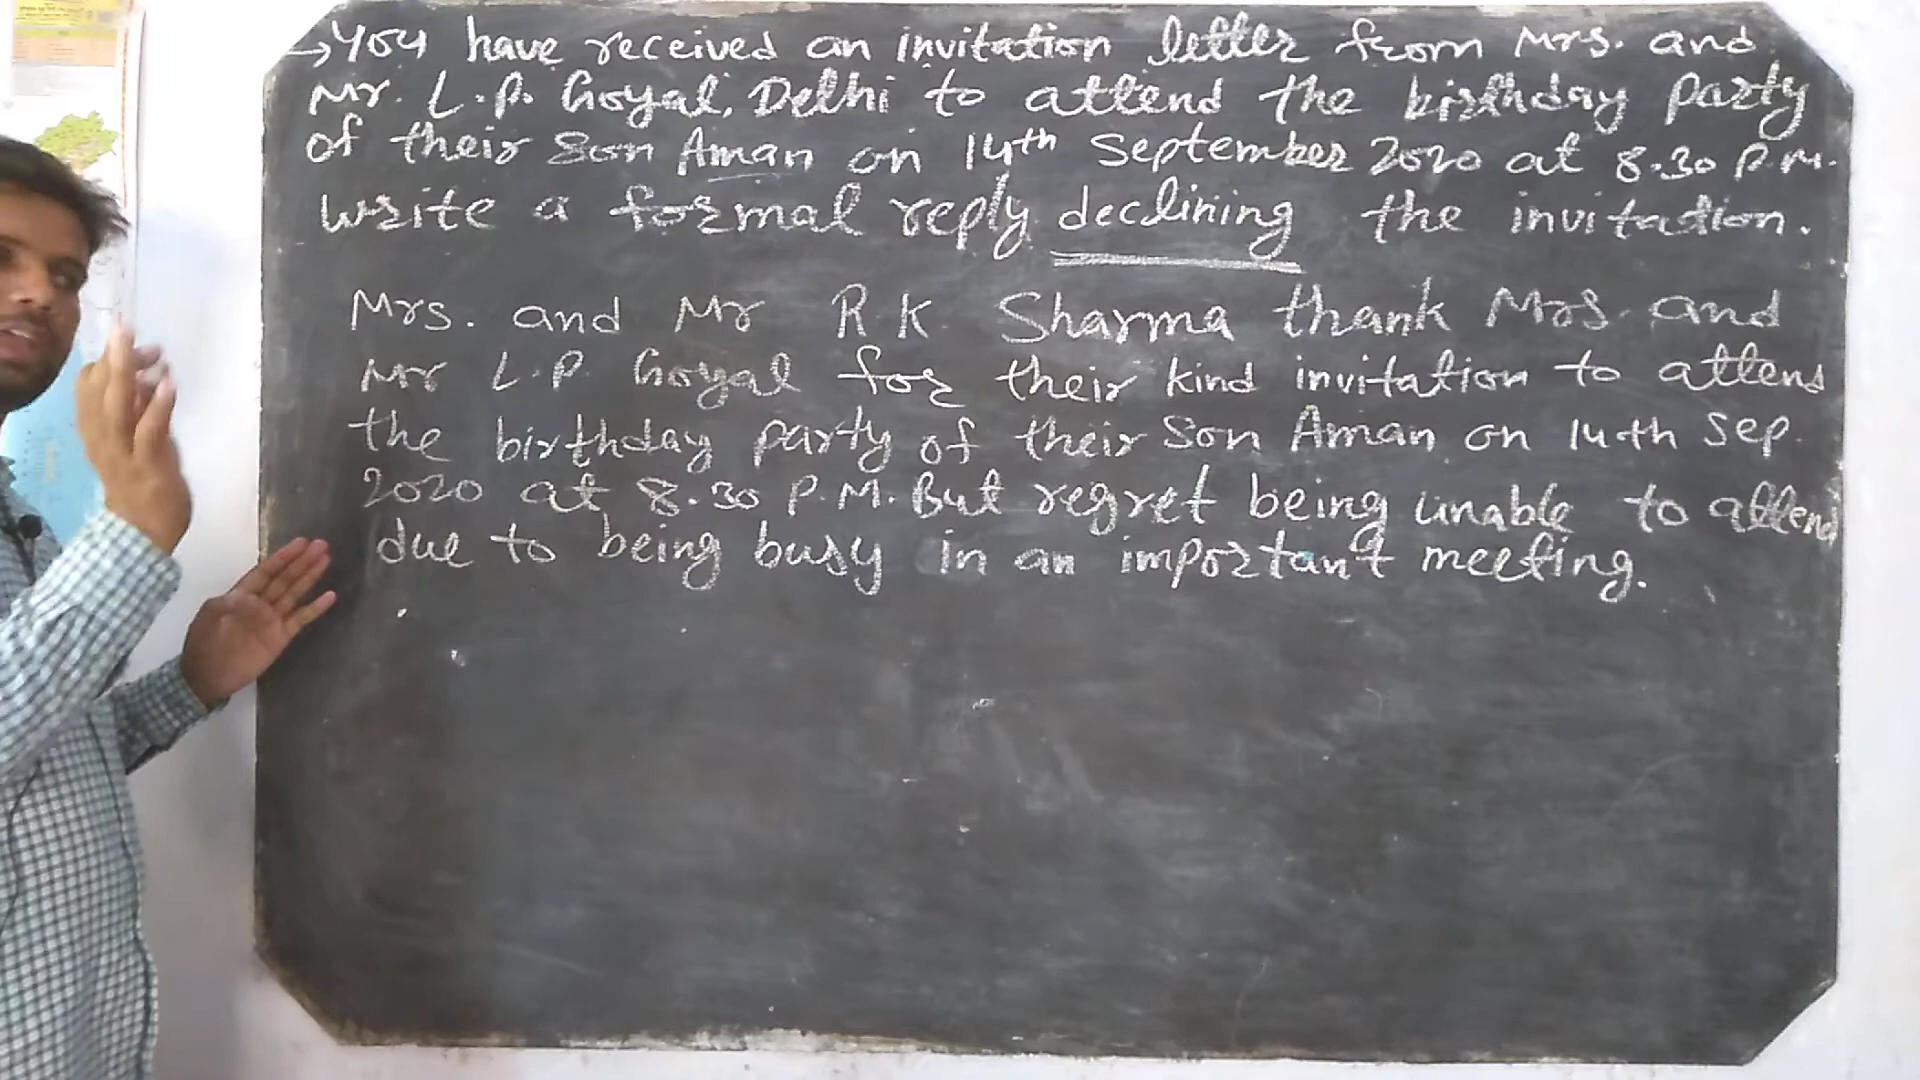 → You have received an invitation letter from Mrs. and
Mr. L.P. Goyal, Delhi to attend the birthday party
of their son Aman on 14th September 2020 at 8.30 P.M.
Write a formal reply declining the invitation.
Mrs. and Mr R K Sharma thank Mrs. and
Mr L.P. Goyal for their kind invitation to attend
the birthday party of their Son Aman on 14th Sep.
2020 at 8.30 P.M. But regret being unable to attend
due to being busy in an important meeting.